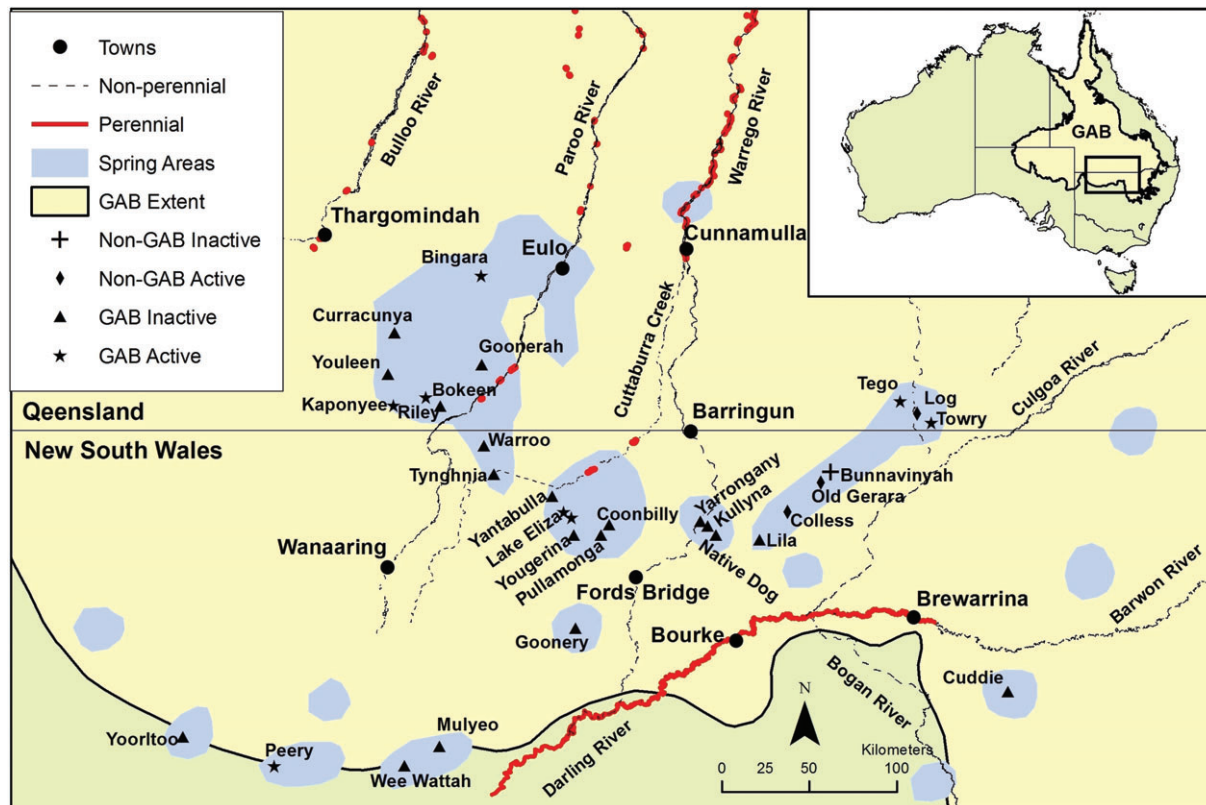 Towns
Non-perennial
Perennial
Spring Areas
GAB Extent
Non-GAB Inactive
Non-GAB Active
GAB Inactive
GAB Active
GAB
Bulloo River
Paroo River
Warrego River
Thargomindah
Eulo
Cunnamulla
Bingara
Curracunya
Goonerah
Youleen
Bokeen
Kaponyee
Riley
Cuttaburra Creek
Culgoa River
Tego
Log
Towry
Barringun
Qeensland
New South Wales
Warroo
Tynghnia
Yantabulla
Lake Eliza
Yougerina
Pullamonga
Coonbilly
Yarrongany
Kullyna
Native Dog
Bunnavinyah
Old Gerara
Colless
Lila
Wanaaring
Fords Bridge
Brewarrina
Barwon River
Goonery
Bourke
Bogan River
Cuddie
Yoorltoo
Peery
Mulyeo
Wee Wattah
Darling River
N
Kilometers
0 25 50 100